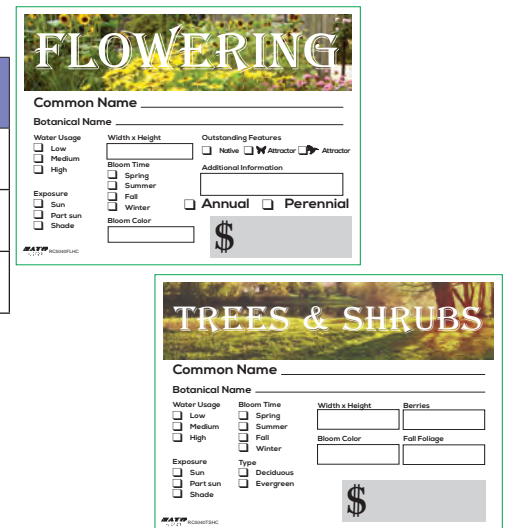 FLOWERING
Common Name
Botanical Name
Water Usage
Low
Medium
High
Exposure
Sun
Part sun
Shade
Width x Height
Bloom Time
Spring
Summer
Fall
Winter
Bloom Color
Outstanding Features
Native Attractor Attractor
Additional Information
Annual Perennial
$
SATO RC5040FLHC
TREES & SHRUBS
Common Name
Botanical Name
Water Usage
Low
Medium
High
Exposure
Sun
Part sun
Shade
Bloom Time
Spring
Summer
Fall
Winter
Type
Deciduous
Evergreen
Width x Height
Berries
Bloom Color
Fall Foliage
$
SATO RC5040TSHC